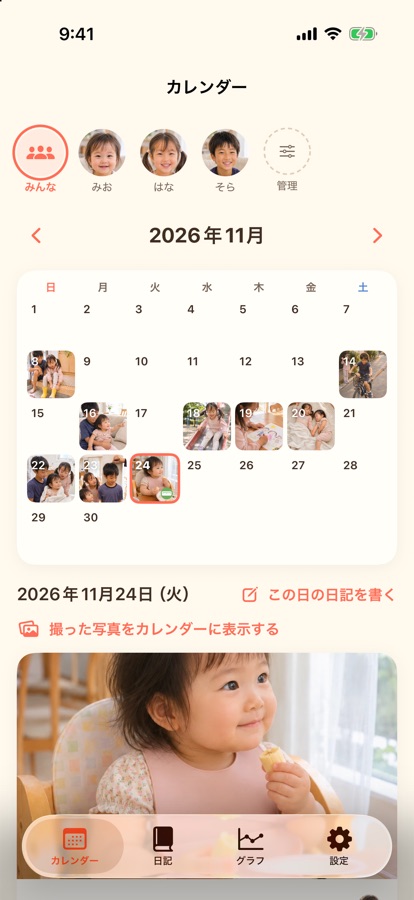 9:41
カレンダー
みんな
みお
はな
そら
管理
2026年11月
日 月 火 水 木 金 土
1 2 3 4 5 6 7
8 9 10 11 12 13 14
15 16 17 18 19 20 21
22 23 24 25 26 27 28
29 30
2026年11月24日（火） この日の日記を書く
撮った写真をカレンダーに表示する
カレンダー 日記 グラフ 設定